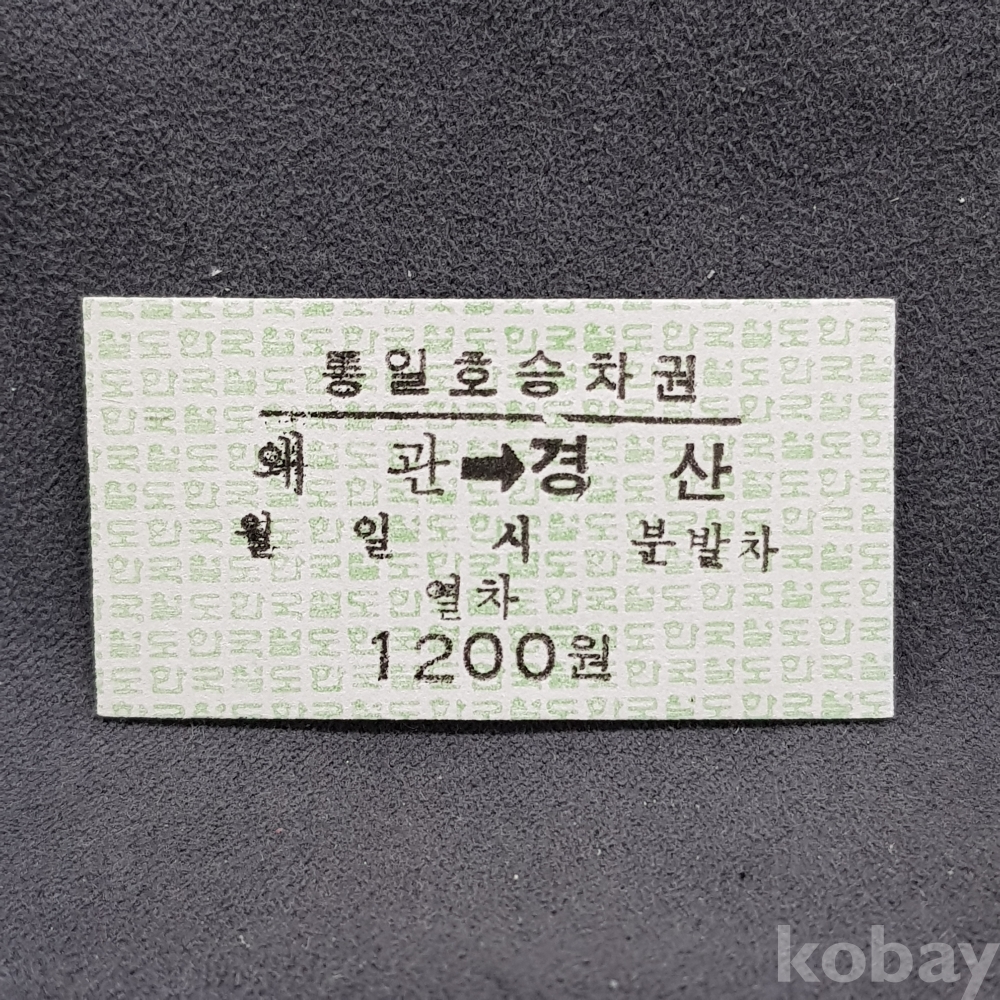 통일호승차권
왜 관➡경 산
월 일 시 분발차
열차
1200원
kobay